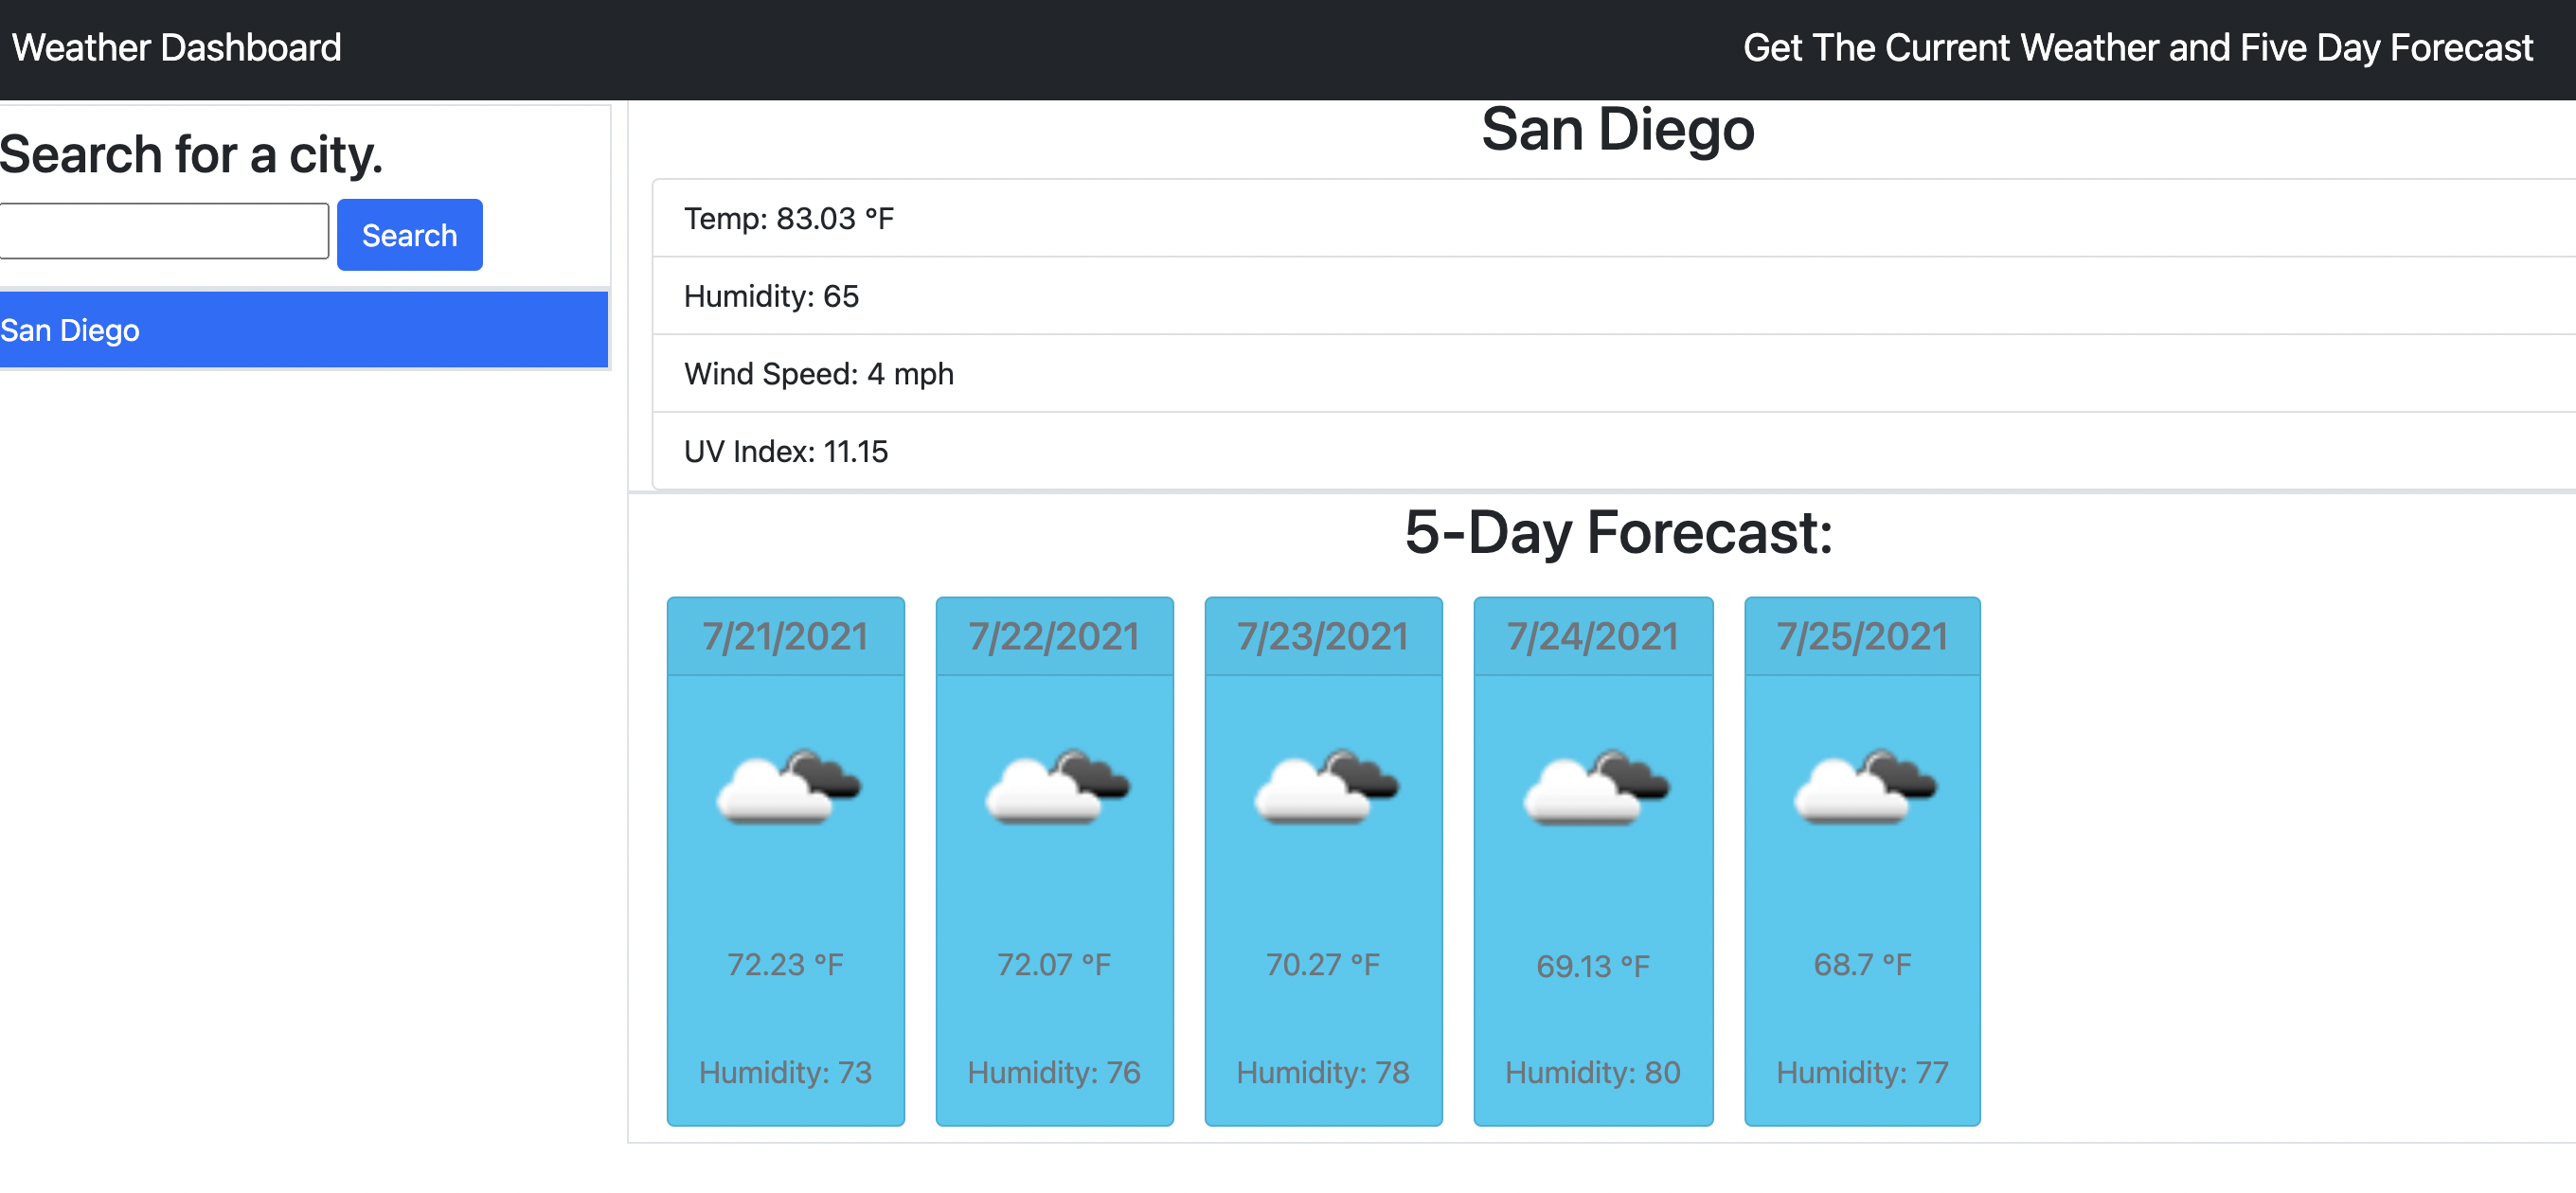 Weather Dashboard
Get The Current Weather and Five Day Forecast
Search for a city.
Search
San Diego
San Diego
Temp: 83.03 °F
Humidity: 65
Wind Speed: 4 mph
UV Index: 11.15
5-Day Forecast:
7/21/2021
72.23 °F
Humidity: 73
7/22/2021
72.07 °F
Humidity: 76
7/23/2021
70.27 °F
Humidity: 78
7/24/2021
69.13 °F
Humidity: 80
7/25/2021
68.7 °F
Humidity: 77